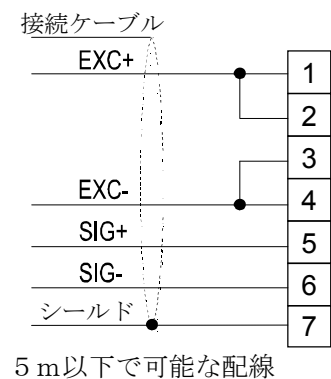 接続ケーブル
EXC+
1
2
3
EXC-
4
SIG+
5
SIG-
6
シールド
7
５ｍ以下で可能な配線